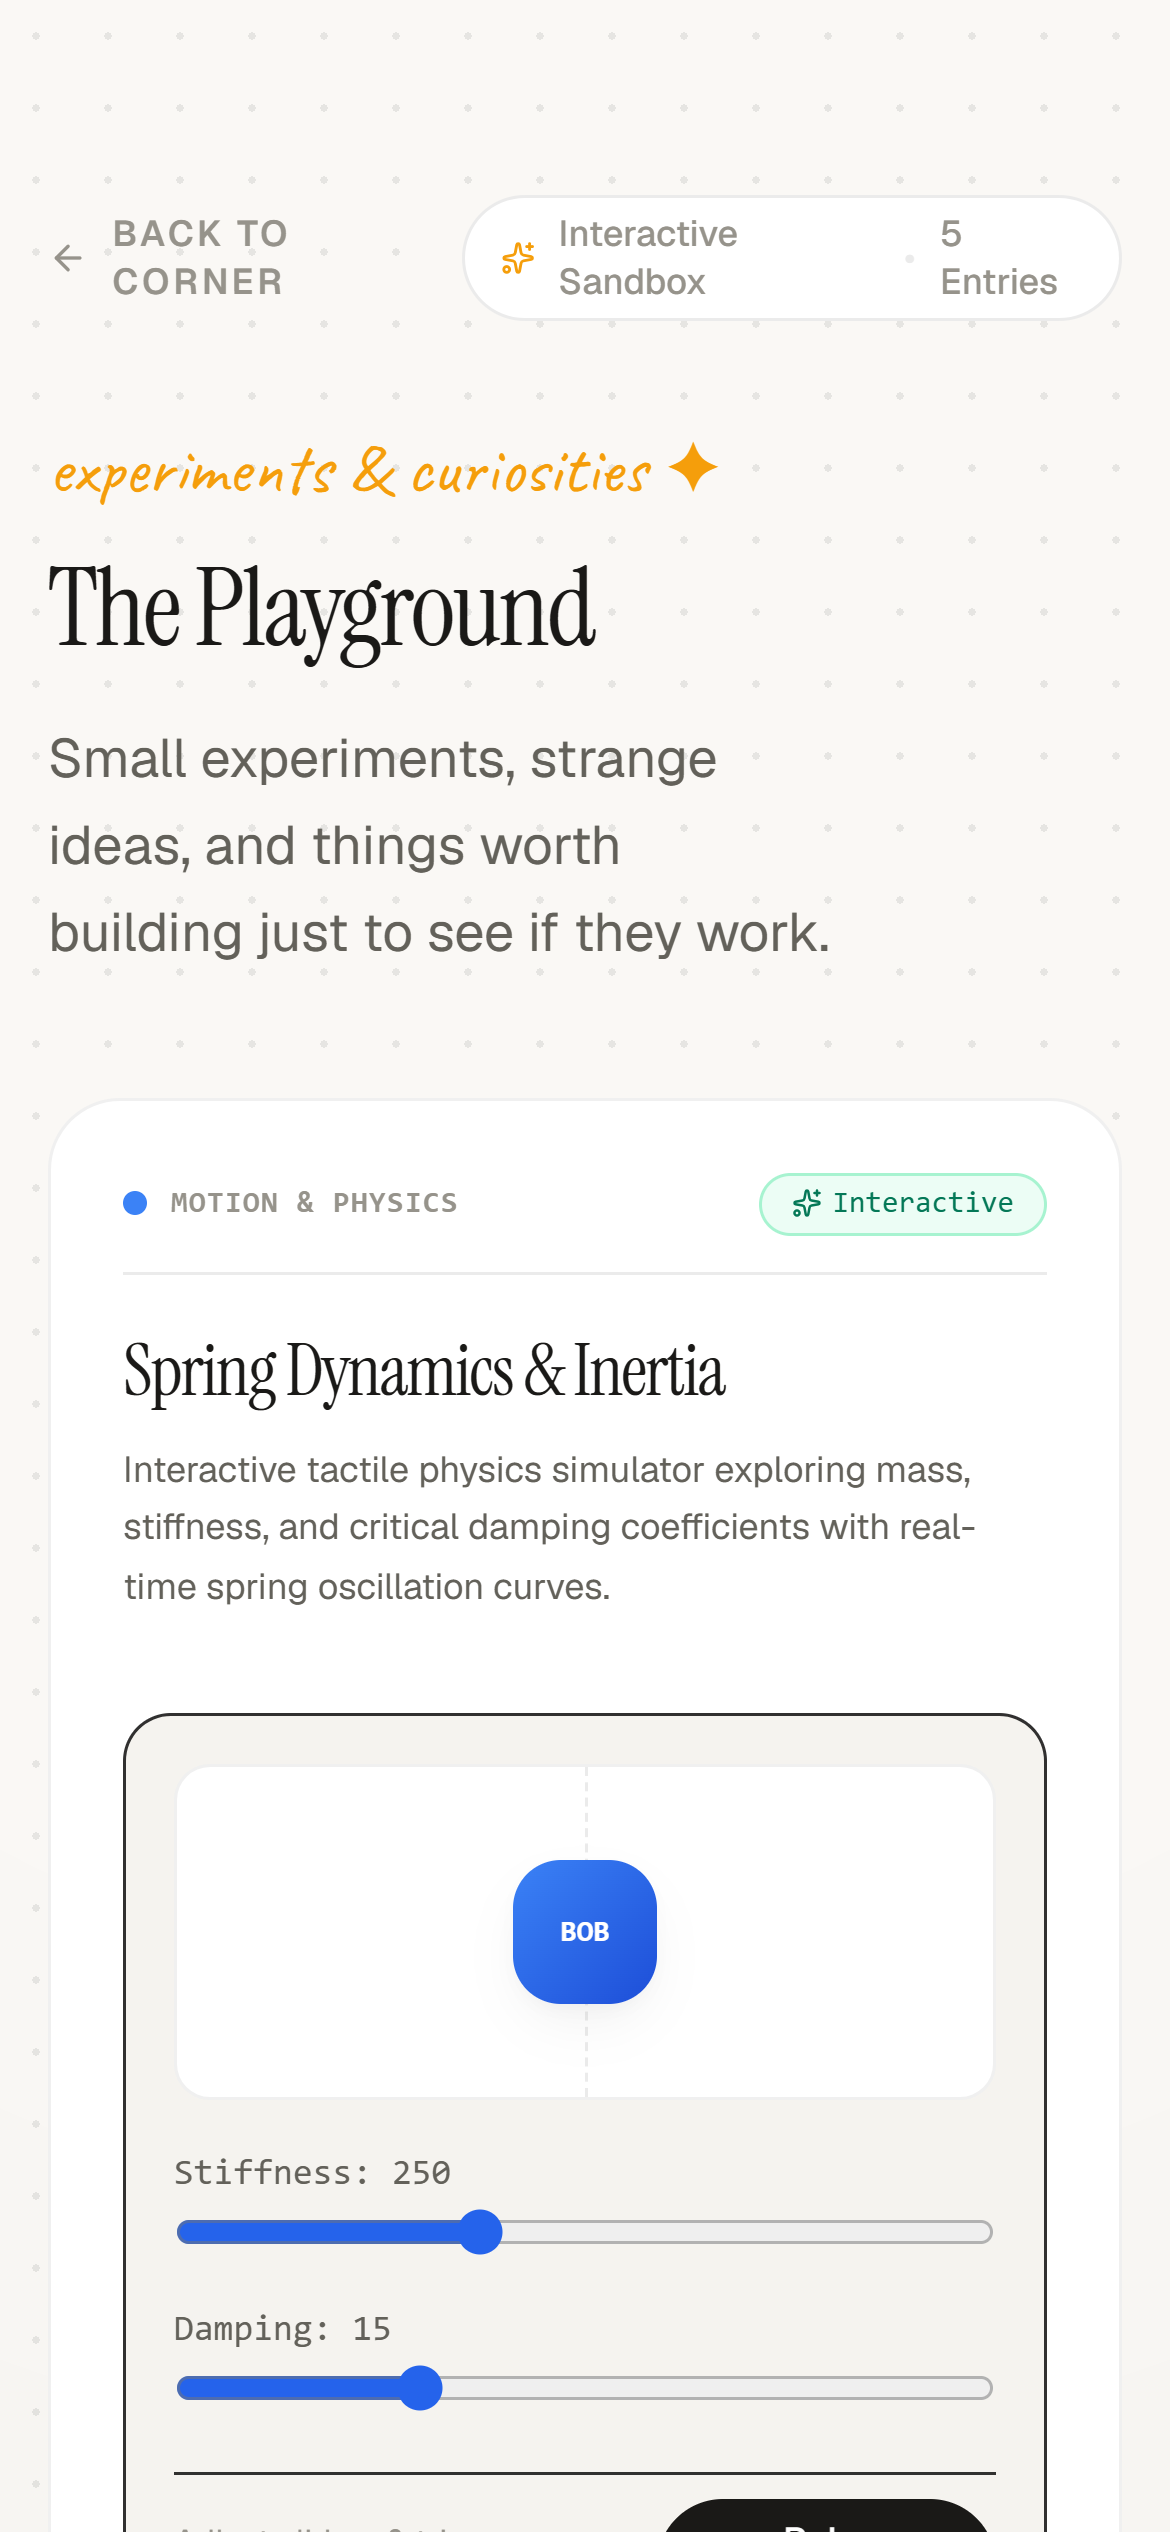 BACK TO
CORNER
Interactive
Sandbox
5
Entries
experiments & curiosities
The Playground
Small experiments, strange
ideas, and things worth
building just to see if they work.
MOTION & PHYSICS
Interactive
Spring Dynamics & Inertia
Interactive tactile physics simulator exploring mass,
stiffness, and critical damping coefficients with real-
time spring oscillation curves.
BOB
Stiffness: 250
Damping: 15